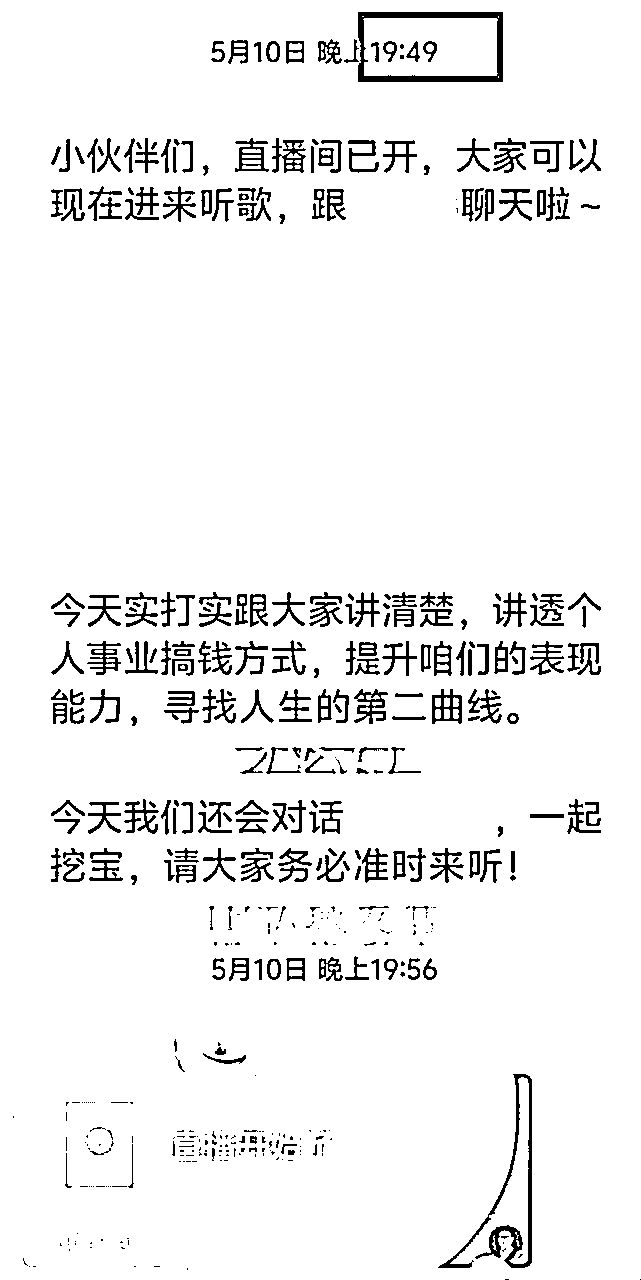 5月10日 晚上19:49
小伙伴们，直播间已开，大家可以
现在进来听歌，跟 聊天啦～
今天实打实跟大家讲清楚，讲透个
人事业搞钱方式，提升咱们的表现
能力，寻找人生的第二曲线。
今天我们还会对话 ，一起
挖宝，请大家务必准时来听！
5月10日 晚上19:56
直播开始了